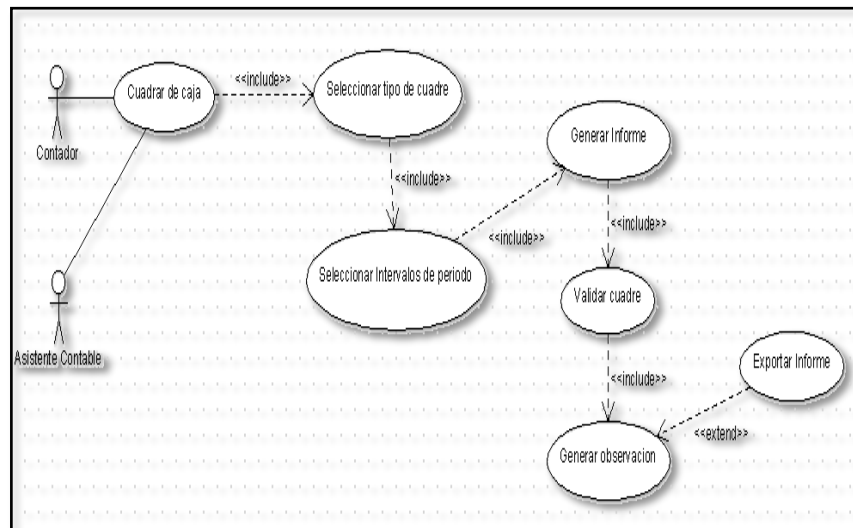 Cuadrar de caja
<<include>>
Seleccionar tipo de cuadre
Contador
<<include>>
Generar Informe
<<include>>
Seleccionar Intervalos de periodo
<<include>>
Validar cuadre
Asistente Contable
<<include>>
Exportar Informe
<<extend>>
Generar observacion